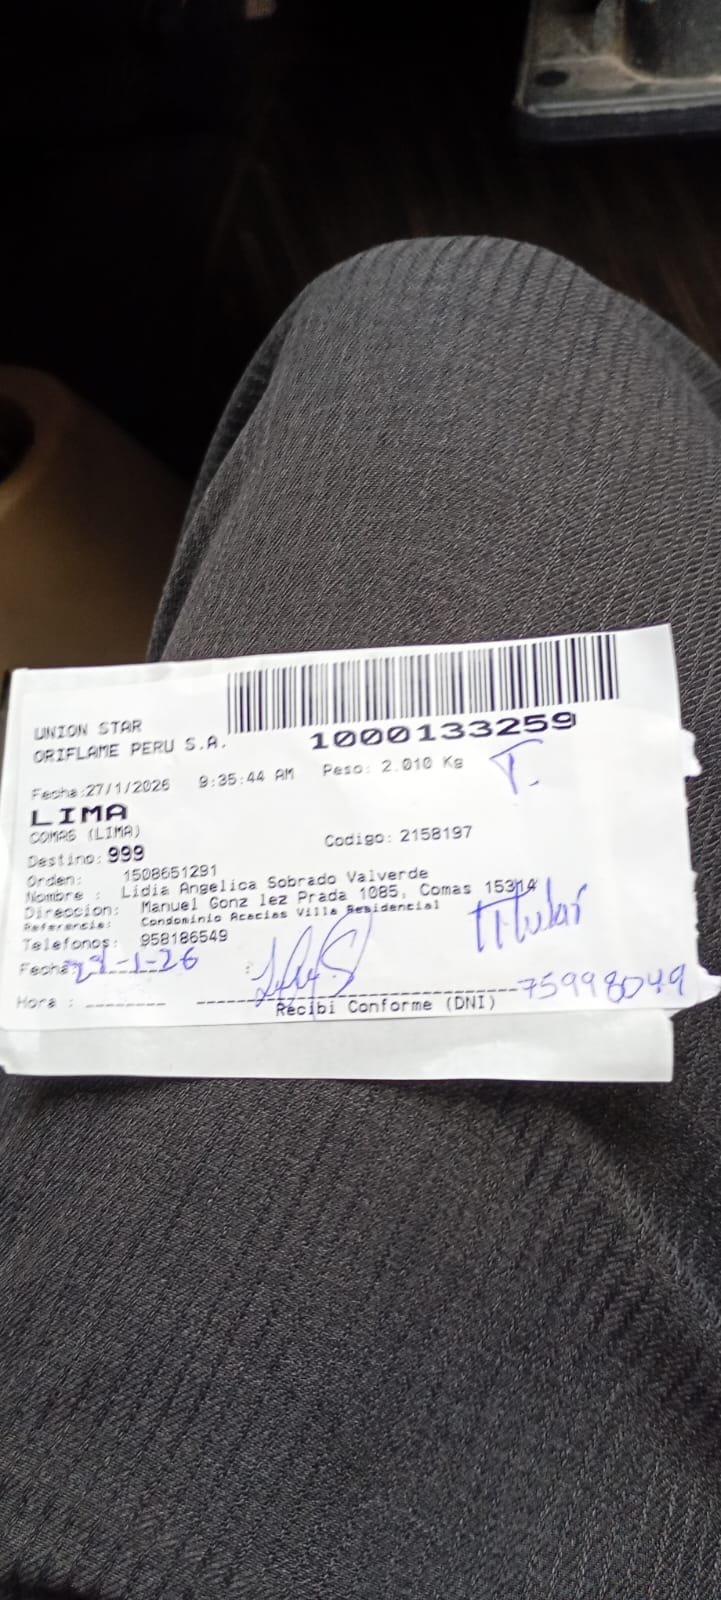 UNION STAR
ORIFLAME PERU S.A.
1000133259
Fecha:27/1/2026 9:35:44 AM Peso: 2.010 Kg T.
LIMA
COMAS (LIMA)
Destino: 999 Codigo: 2158197
Orden: 1508651291
Nombre : Lidia Angelica Sobrado Valverde
Direccion: Manuel Gonz lez Prada 1085, Comas 15314
Referencia: Condominio Acacias Villa Residencial
Titular
Telefonos: 958186549
Fecha: -1-26 :
Hora : 75998049
Recibi Conforme (DNI)